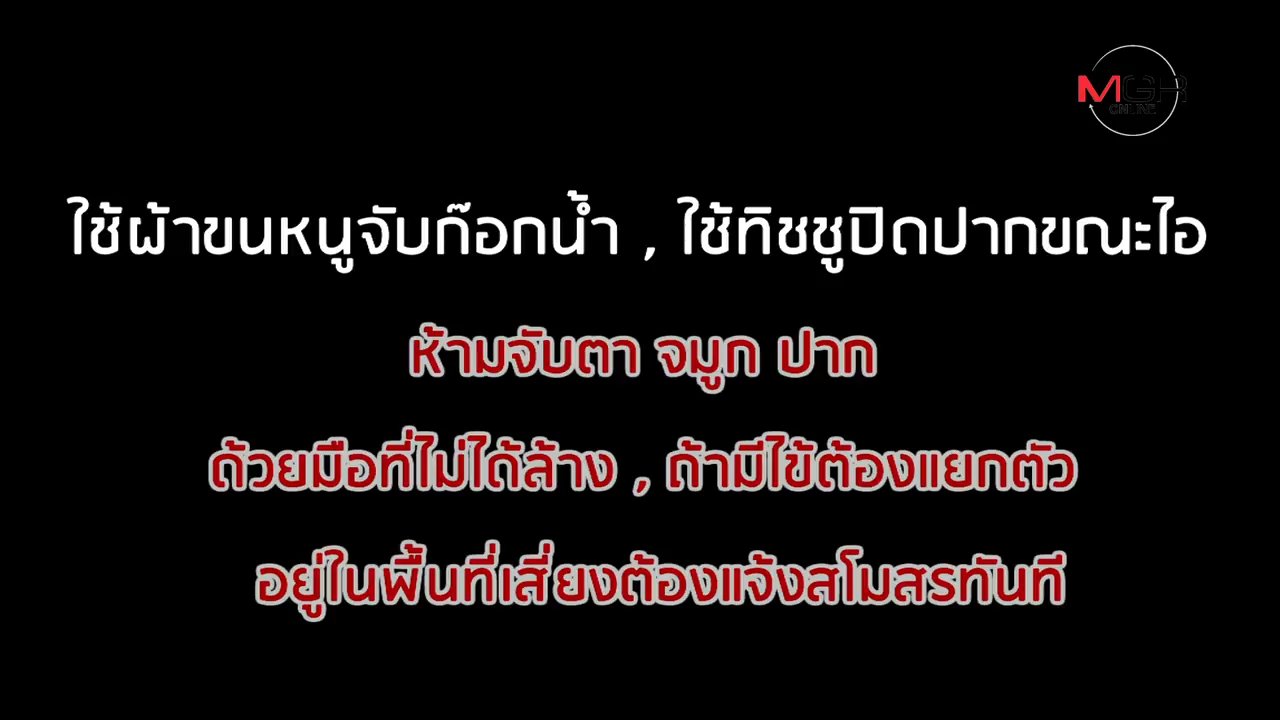 MGR
ONLINE
ใช้ผ้าขนหนูจับก๊อกน้ำ , ใช้ทิชชูปิดปากขณะไอ
ห้ามจับตา จมูก ปาก
ด้วยมือที่ไม่ได้ล้าง , ถ้ามีไข้ต้องแยกตัว
อยู่ในพื้นที่เสี่ยงต้องแจ้งสโมสรทันที